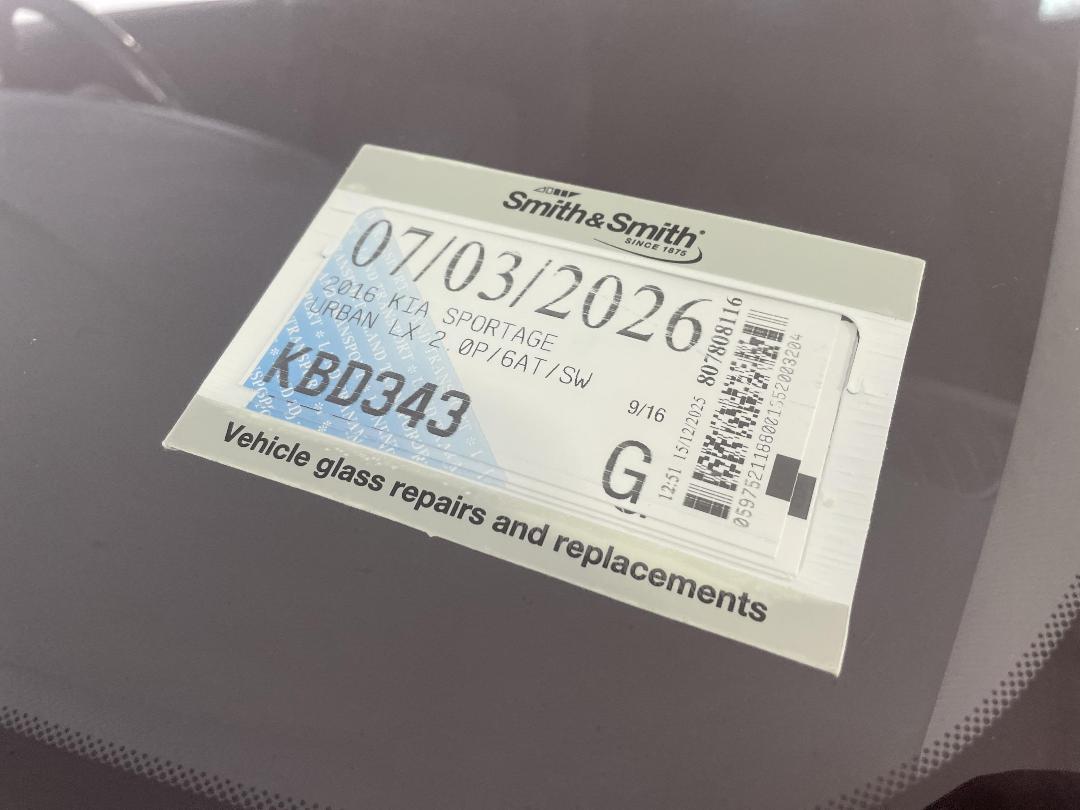 Smith&Smith®
SINCE 1875
07/03/2026
2016 KIA SPORTAGE
URBAN LX 2.0P/6AT/SW
KBD343
9/16
G
12:51 15/12/2025 807808116
Vehicle glass repairs and replacements